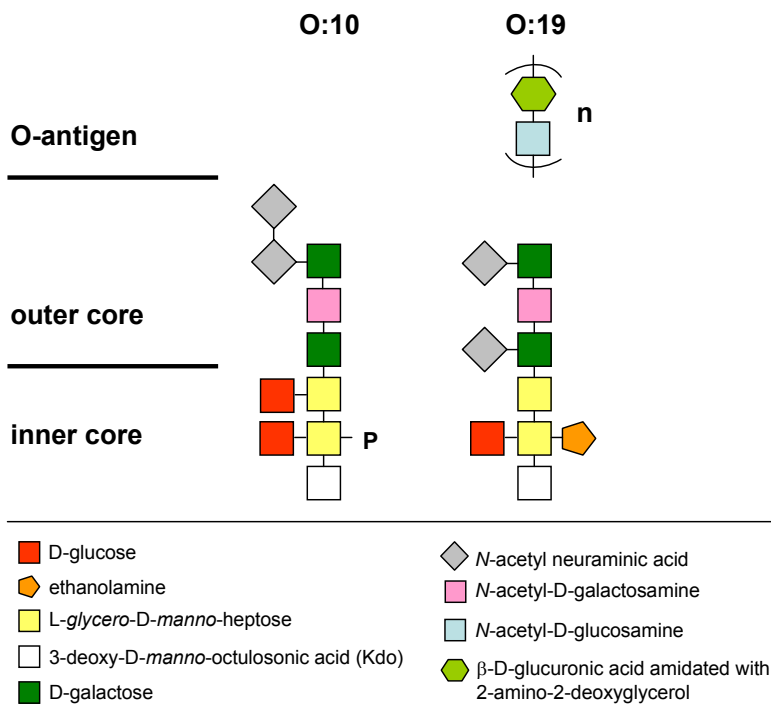 O:10
O:19
n
O-antigen
outer core
inner core
P
D-glucose
ethanolamine
L-glycero-D-manno-heptose
3-deoxy-D-manno-octulosonic acid (Kdo)
D-galactose
N-acetyl neuraminic acid
N-acetyl-D-galactosamine
N-acetyl-D-glucosamine
β-D-glucuronic acid amidated with
2-amino-2-deoxyglycerol